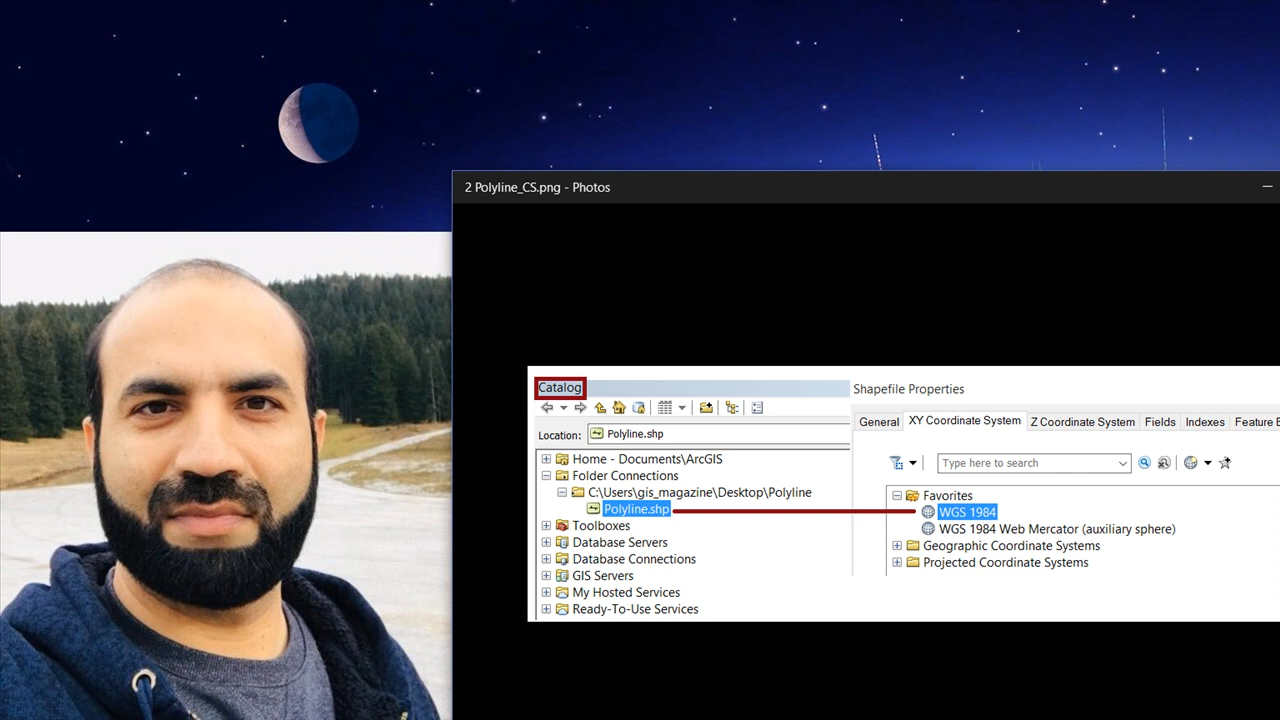 2 Polyline_CS.png - Photos
Catalog
Shapefile Properties
General XY Coordinate System Z Coordinate System Fields Indexes Feature E
Location: Polyline.shp
Type here to search
Home - Documents\ArcGIS
Folder Connections
C:\Users\gis_magazine\Desktop\Polyline
Polyline.shp
Toolboxes
Database Servers
Database Connections
GIS Servers
My Hosted Services
Ready-To-Use Services
Favorites
WGS 1984
WGS 1984 Web Mercator (auxiliary sphere)
Geographic Coordinate Systems
Projected Coordinate Systems